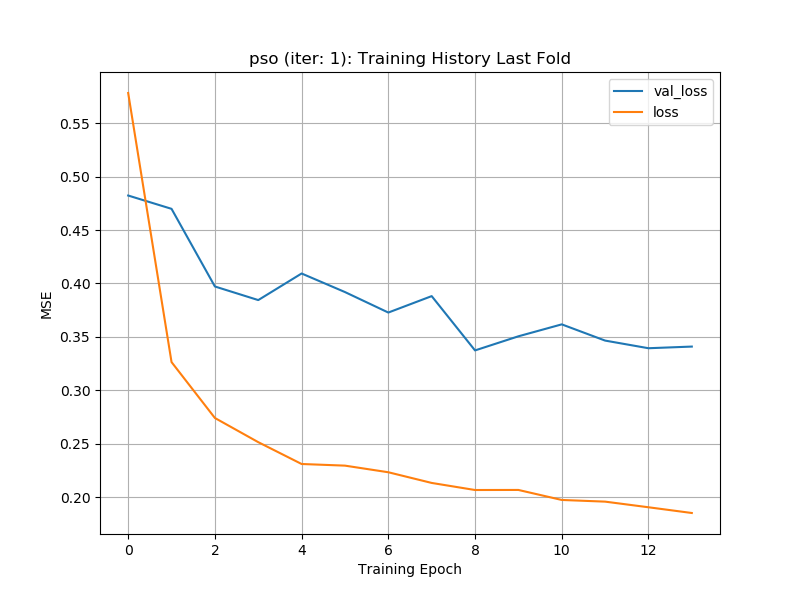 pso (iter: 1): Training History Last Fold
val_loss
loss
MSE
0.55
0.50
0.45
0.40
0.35
0.30
0.25
0.20
0 2 4 6 8 10 12
Training Epoch